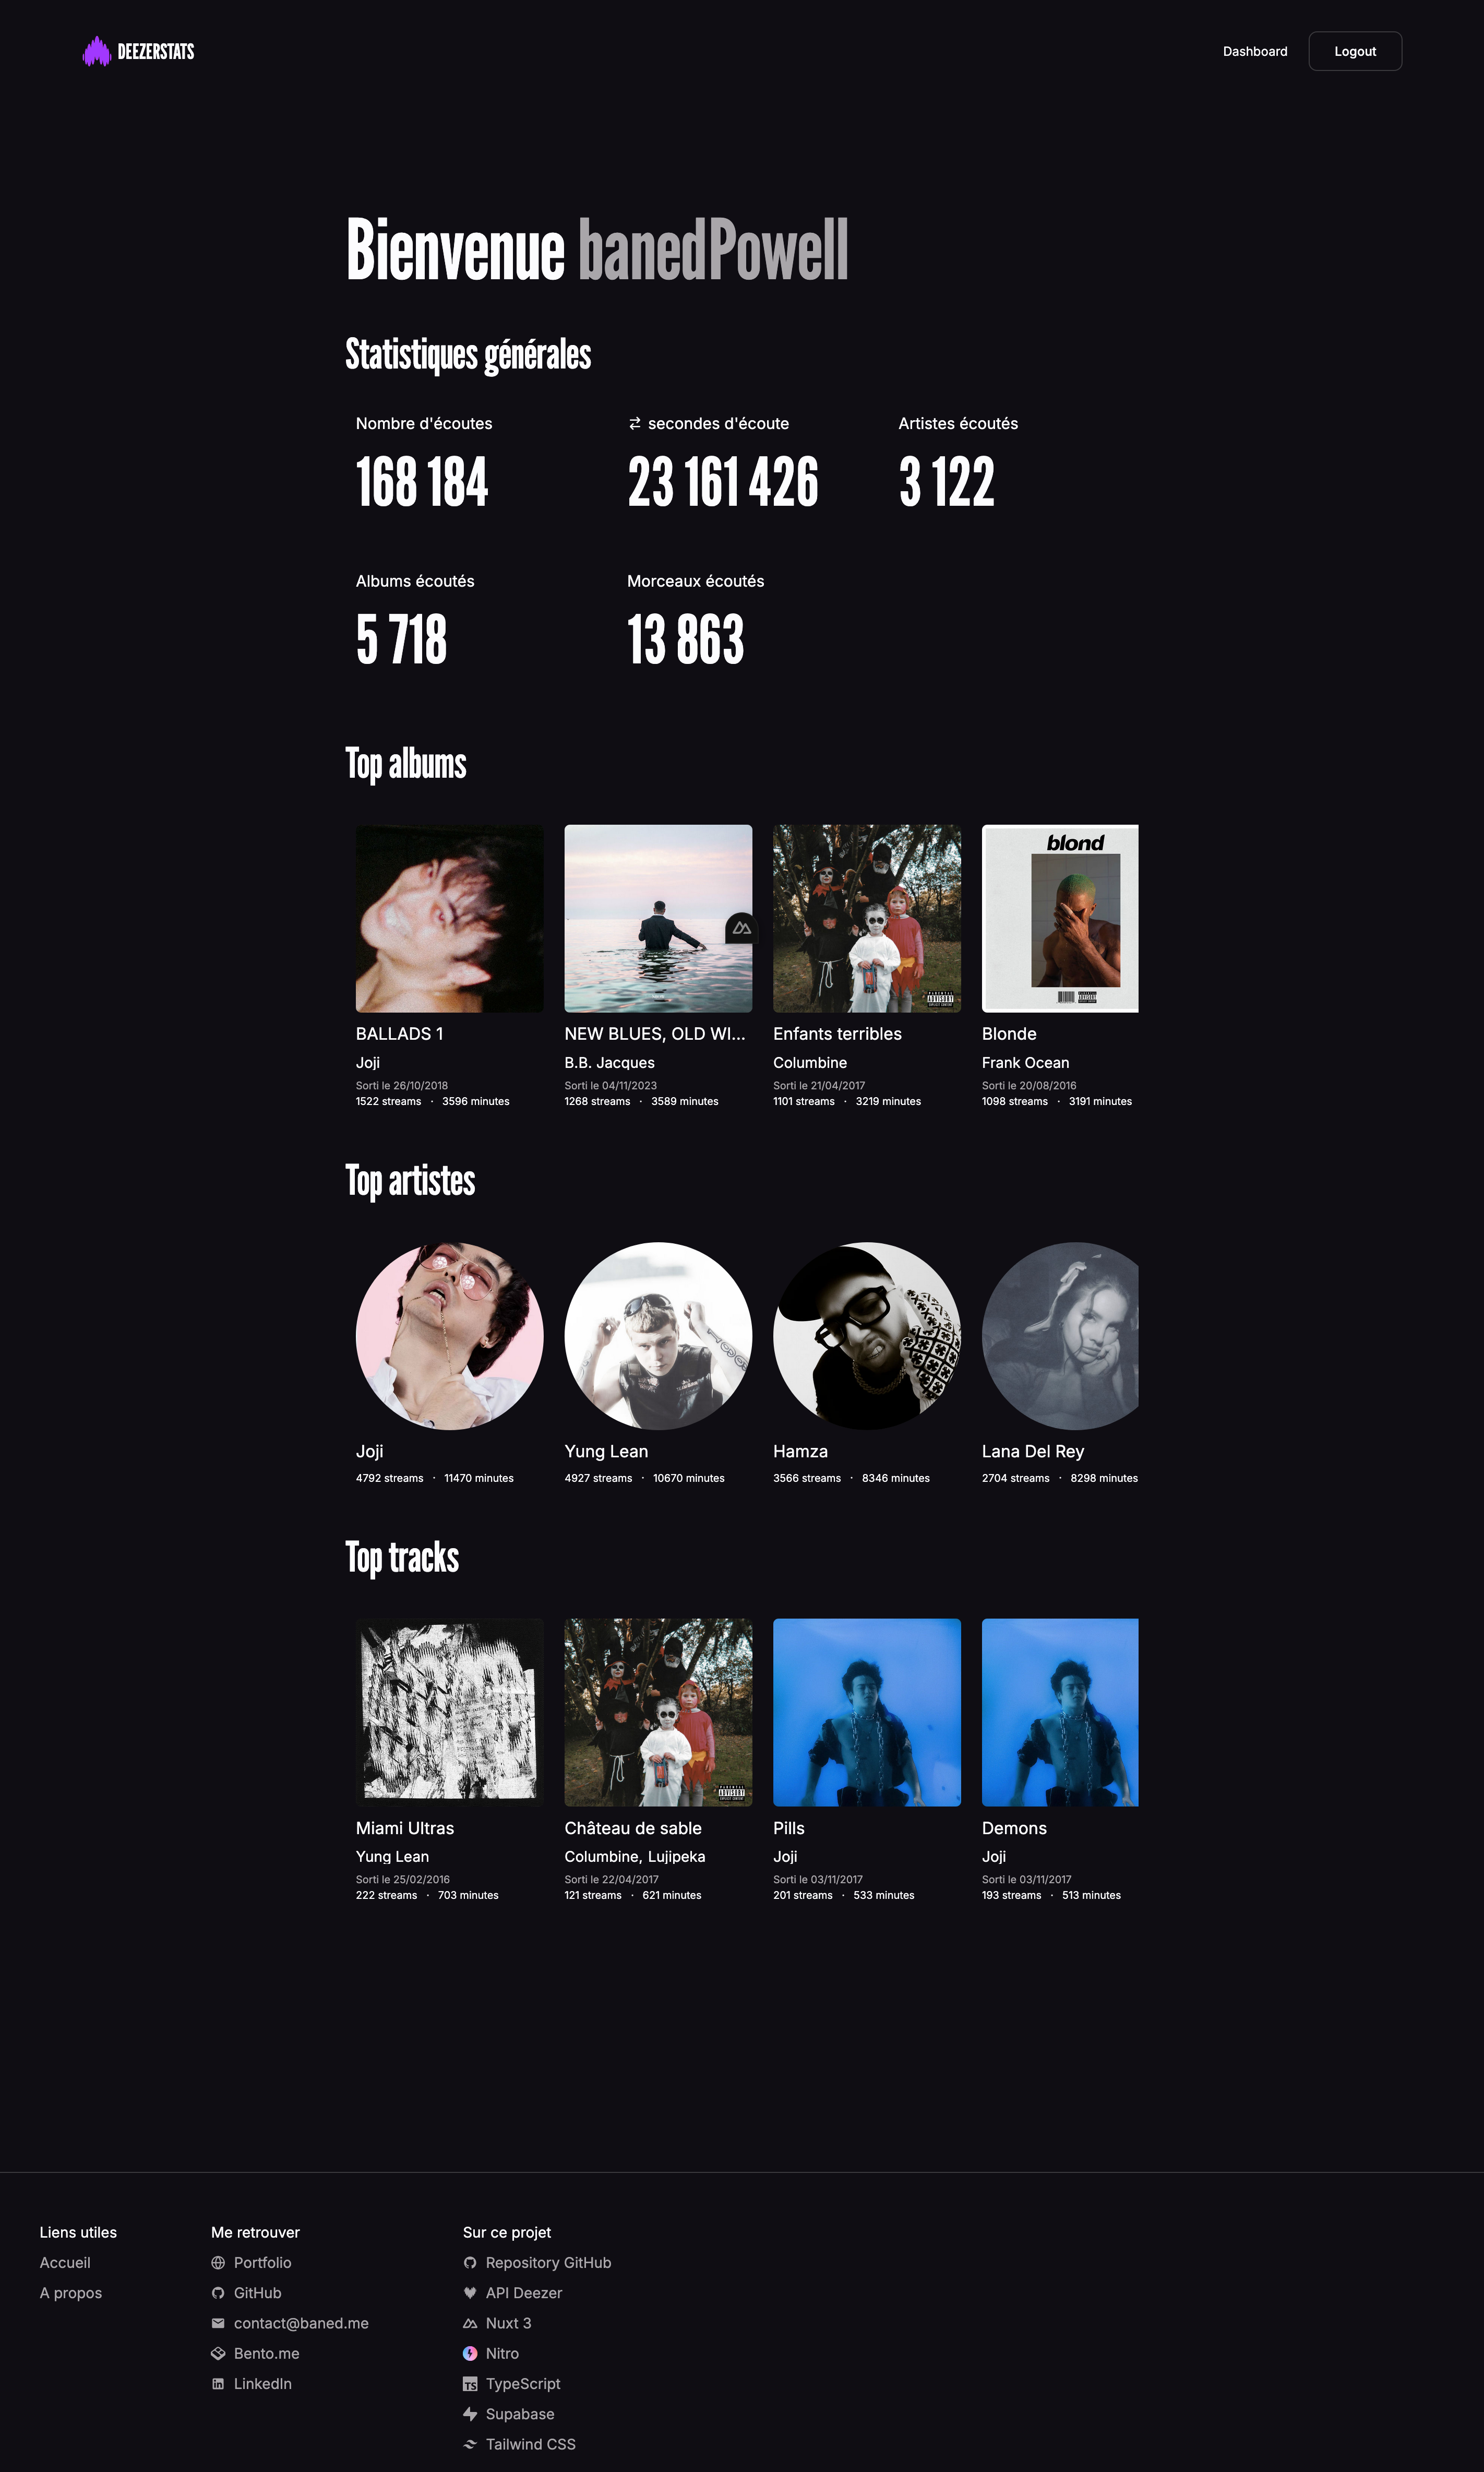 DEEZERSTATS
Dashboard
Logout
Bienvenue banedPowell
Statistiques générales
Nombre d'écoutes
168 184
secondes d'écoute
23 161 426
Artistes écoutés
3 122
Albums écoutés
5 718
Morceaux écoutés
13 863
Top albums
blond
PARENTAL
ADVISORY
EXPLICIT CONTENT
BALLADS 1
Joji
Sorti le 26/10/2018
1522 streams · 3596 minutes
NEW BLUES, OLD WI...
B.B. Jacques
Sorti le 04/11/2023
1268 streams · 3589 minutes
Enfants terribles
Columbine
Sorti le 21/04/2017
1101 streams · 3219 minutes
Blonde
Frank Ocean
Sorti le 20/08/2016
1098 streams · 3191 minutes
Top artistes
Joji
4792 streams · 11470 minutes
Yung Lean
4927 streams · 10670 minutes
Hamza
3566 streams · 8346 minutes
Lana Del Rey
2704 streams · 8298 minutes
Top tracks
PARENTAL
ADVISORY
EXPLICIT CONTENT
Miami Ultras
Yung Lean
Sorti le 25/02/2016
222 streams · 703 minutes
Château de sable
Columbine, Lujipeka
Sorti le 22/04/2017
121 streams · 621 minutes
Pills
Joji
Sorti le 03/11/2017
201 streams · 533 minutes
Demons
Joji
Sorti le 03/11/2017
193 streams · 513 minutes
Liens utiles
Accueil
A propos
Me retrouver
Portfolio
GitHub
contact@baned.me
Bento.me
LinkedIn
Sur ce projet
Repository GitHub
API Deezer
Nuxt 3
Nitro
TS TypeScript
Supabase
Tailwind CSS